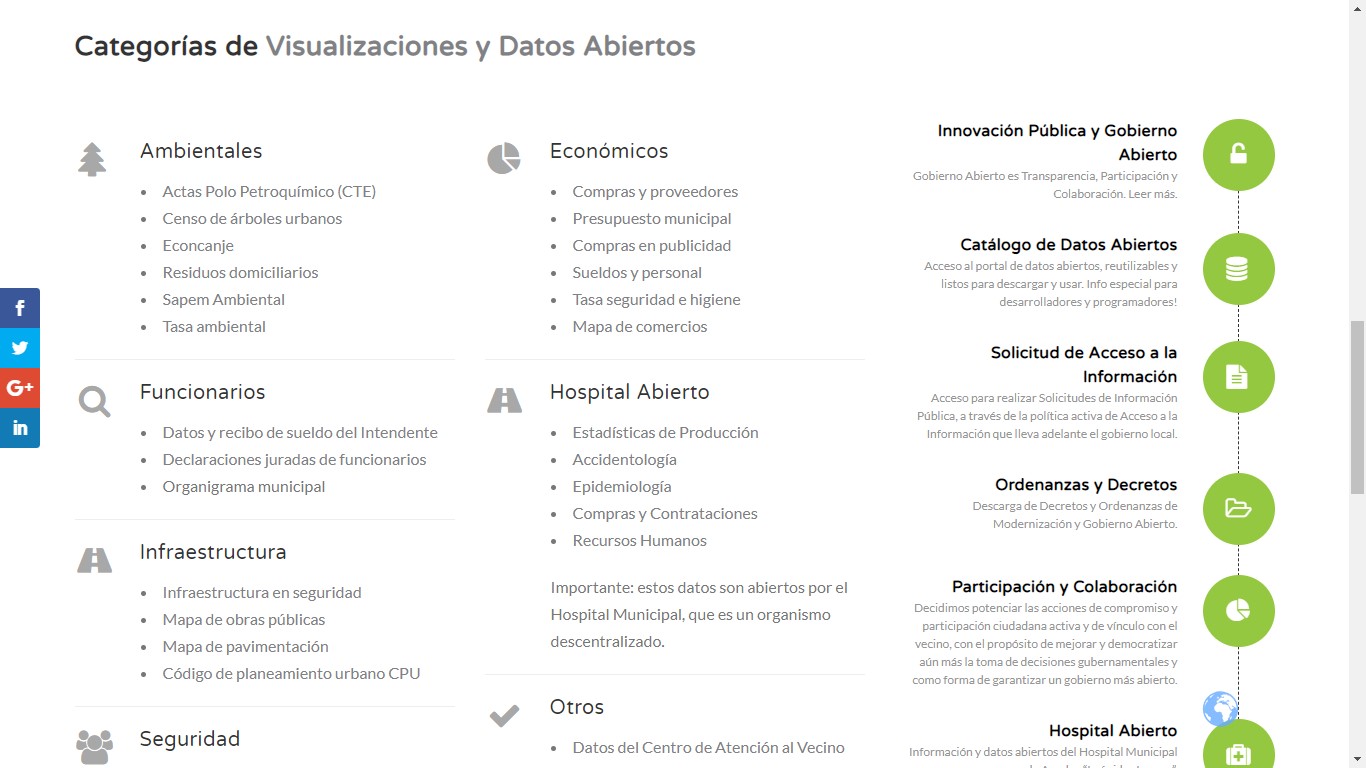 Categorías de Visualizaciones y Datos Abiertos
Ambientales
Actas Polo Petroquímico (CTE)
Censo de árboles urbanos
Econcanje
Residuos domiciliarios
Sapem Ambiental
Tasa ambiental
Funcionarios
Datos y recibo de sueldo del Intendente
Declaraciones juradas de funcionarios
Organigrama municipal
Infraestructura
Infraestructura en seguridad
Mapa de obras públicas
Mapa de pavimentación
Código de planeamiento urbano CPU
Seguridad
Económicos
Compras y proveedores
Presupuesto municipal
Compras en publicidad
Sueldos y personal
Tasa seguridad e higiene
Mapa de comercios
Hospital Abierto
Estadísticas de Producción
Accidentología
Epidemiología
Compras y Contrataciones
Recursos Humanos
Importante: estos datos son abiertos por el
Hospital Municipal, que es un organismo
descentralizado.
Otros
Datos del Centro de Atención al Vecino
Innovación Pública y Gobierno
Abierto
Gobierno Abierto es Transparencia, Participación y
Colaboración. Leer más.
Catálogo de Datos Abiertos
Acceso al portal de datos abiertos, reutilizables y
listos para descargar y usar. Info especial para
desarrolladores y programadores!
Solicitud de Acceso a la
Información
Acceso para realizar Solicitudes de Información
Pública, a través de la política activa de Acceso a la
Información que lleva adelante el gobierno local.
Ordenanzas y Decretos
Descarga de Decretos y Ordenanzas de
Modernización y Gobierno Abierto.
Participación y Colaboración
Decidimos potenciar las acciones de compromiso y
participación ciudadana activa y de vínculo con el
vecino, con el propósito de mejorar y democratizar
aún más la toma de decisiones gubernamentales y
como forma de garantizar un gobierno más abierto.
Hospital Abierto
Información y datos abiertos del Hospital Municipal
f
G+
in